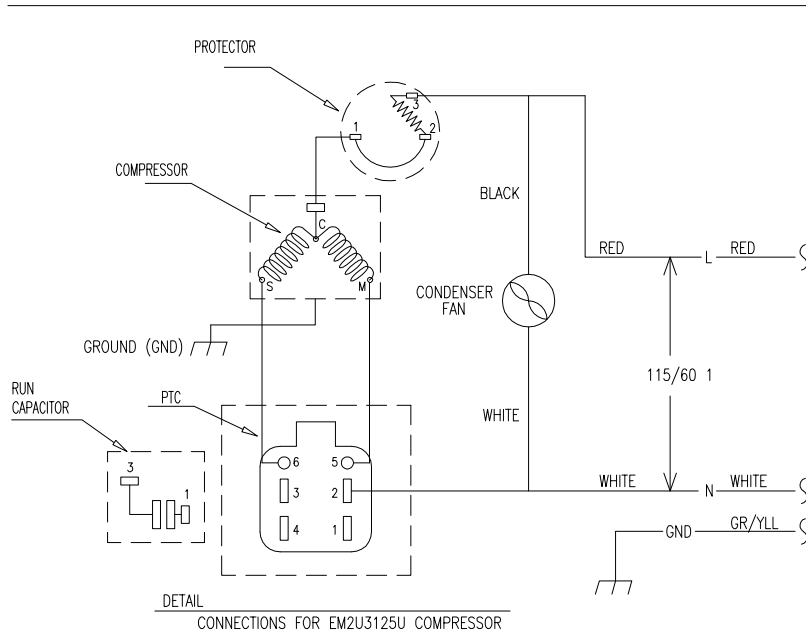 PROTECTOR
3
1
2
COMPRESSOR
BLACK
C
RED
L
RED
S
M
CONDENSER
FAN
GROUND (GND)
115/60 1
RUN
CAPACITOR
PTC
WHITE
3
1
6
5
3
2
4
1
WHITE
N
WHITE
GND
GR/YLL
DETAIL
CONNECTIONS FOR EM2U3125U COMPRESSOR